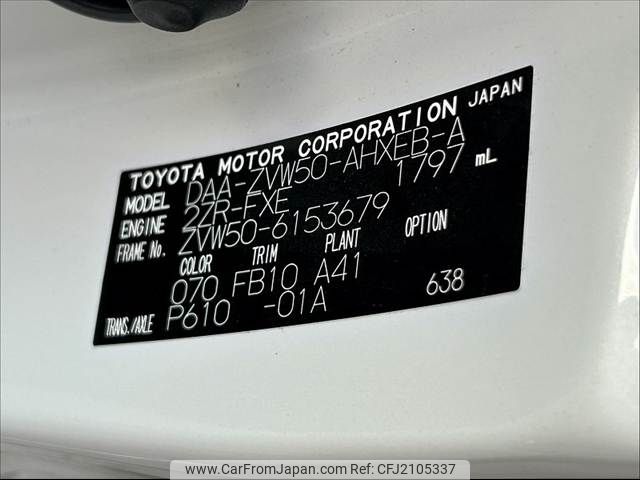 TOYOTA MOTOR CORPORATION JAPAN
MODEL DAA-ZVW50-AHXEB-A
ENGINE 2ZR-FXE 1797 mL
FRAME No. ZVW50-6153679
COLOR TRIM PLANT OPTION
070 FB10 A41
TRANS./AXLE P610 -01A 638
www.CarFromJapan.com CFJ2105337